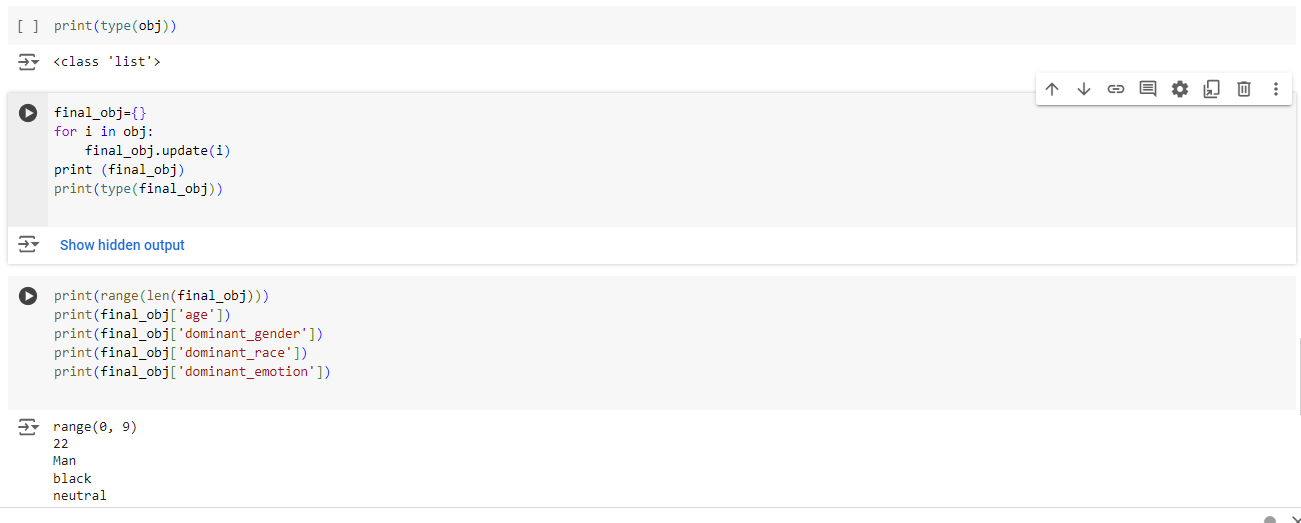 [ ] print(type(obj))
<class 'list'>
final_obj={}
for i in obj:
    final_obj.update(i)
print (final_obj)
print(type(final_obj))
Show hidden output
print(range(len(final_obj)))
print(final_obj['age'])
print(final_obj['dominant_gender'])
print(final_obj['dominant_race'])
print(final_obj['dominant_emotion'])
range(0, 9)
22
Man
black
neutral